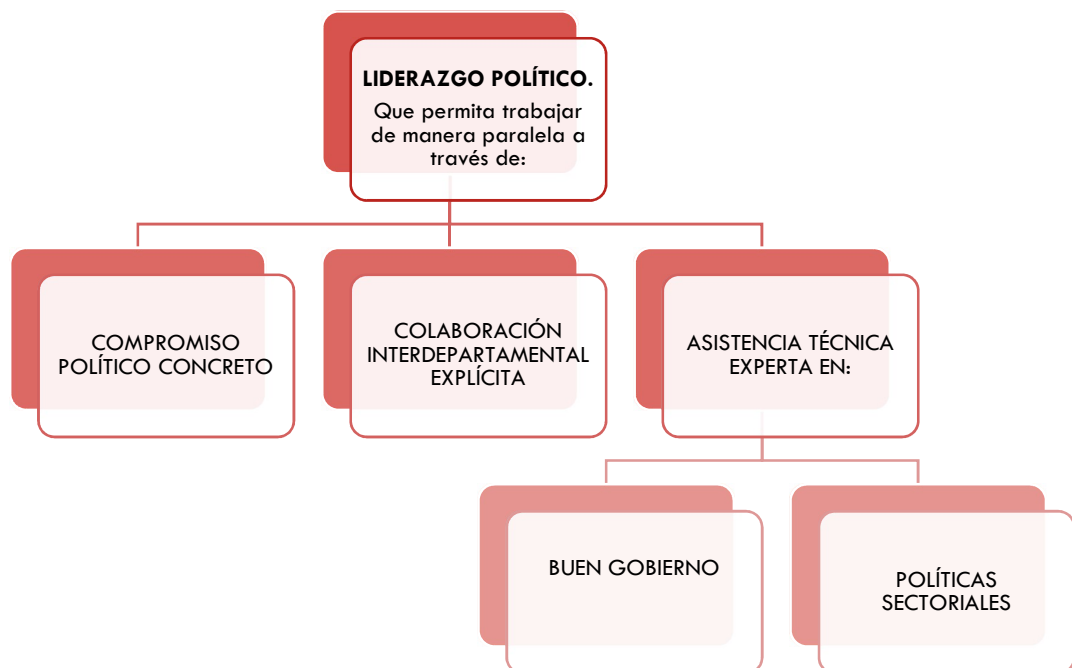 LIDERAZGO POLÍTICO.
Que permita trabajar
de manera paralela a
través de:
COMPROMISO
POLÍTICO CONCRETO
COLABORACIÓN
INTERDEPARTAMENTAL
EXPLÍCITA
ASISTENCIA TÉCNICA
EXPERTA EN:
BUEN GOBIERNO
POLÍTICAS
SECTORIALES